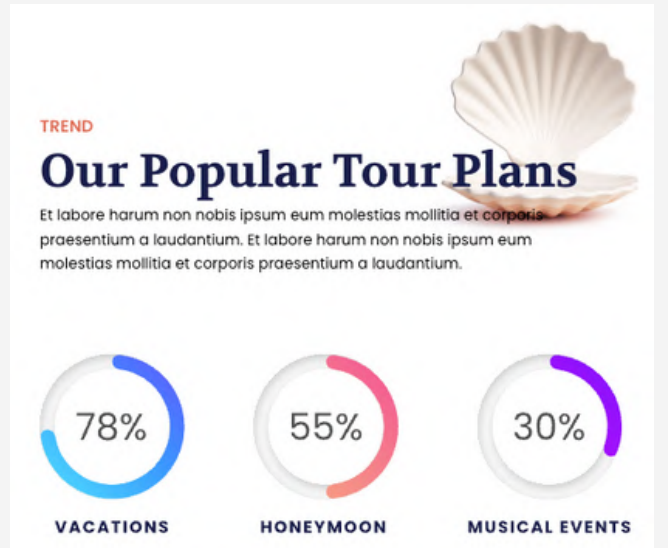 TREND
Our Popular Tour Plans
Et labore harum non nobis ipsum eum molestias mollitia et corporis
praesentium a laudantium. Et labore harum non nobis ipsum eum
molestias mollitia et corporis praesentium a laudantium.
78% 55% 30%
VACATIONS HONEYMOON MUSICAL EVENTS